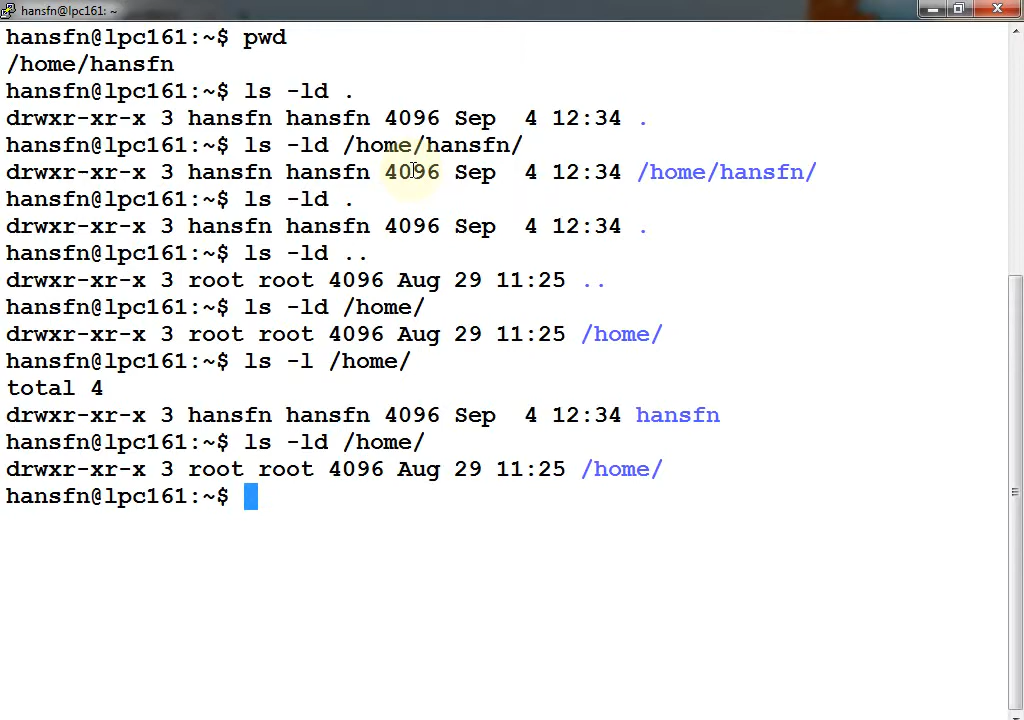 hansfn@lpc161: ~
hansfn@lpc161:~$ pwd
/home/hansfn
hansfn@lpc161:~$ ls -ld .
drwxr-xr-x 3 hansfn hansfn 4096 Sep  4 12:34 .
hansfn@lpc161:~$ ls -ld /home/hansfn/
drwxr-xr-x 3 hansfn hansfn 4096 Sep  4 12:34 /home/hansfn/
hansfn@lpc161:~$ ls -ld .
drwxr-xr-x 3 hansfn hansfn 4096 Sep  4 12:34 .
hansfn@lpc161:~$ ls -ld ..
drwxr-xr-x 3 root root 4096 Aug 29 11:25 ..
hansfn@lpc161:~$ ls -ld /home/
drwxr-xr-x 3 root root 4096 Aug 29 11:25 /home/
hansfn@lpc161:~$ ls -l /home/
total 4
drwxr-xr-x 3 hansfn hansfn 4096 Sep  4 12:34 hansfn
hansfn@lpc161:~$ ls -ld /home/
drwxr-xr-x 3 root root 4096 Aug 29 11:25 /home/
hansfn@lpc161:~$